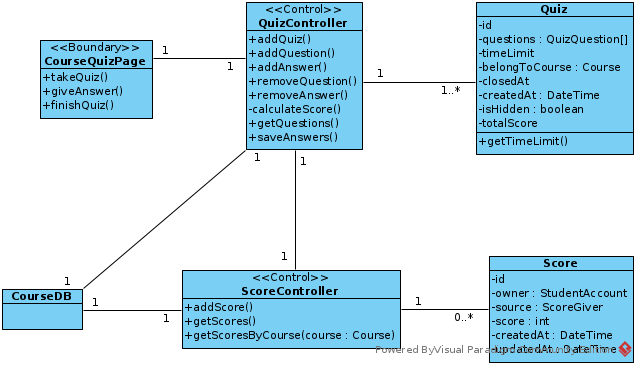 <<Boundary>>
CourseQuizPage
+takeQuiz()
+giveAnswer()
+finishQuiz()
1
1
<<Control>>
QuizController
+addQuiz()
+addQuestion()
+addAnswer()
+removeQuestion()
+removeAnswer()
-calculateScore()
+getQuestions()
+saveAnswers()
1
1..*
Quiz
-id
-questions : QuizQuestion[]
-timeLimit
-belongToCourse : Course
-closedAt
-createdAt : DateTime
-isHidden : boolean
-totalScore
+getTimeLimit()
1
1
1
1
CourseDB
1
1
<<Control>>
ScoreController
+addScore()
+getScores()
+getScoresByCourse(course : Course)
1
0..*
Score
-id
-owner : StudentAccount
-source : ScoreGiver
-score : int
-createdAt : DateTime
-updatedAt : DateTime
Powered By Visual Paradigm Community Edition